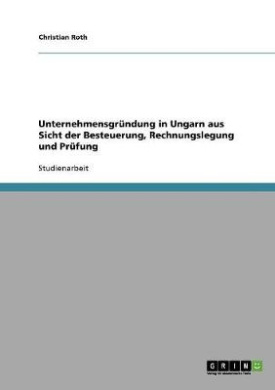 Christian Roth
Unternehmensgründung in Ungarn aus
Sicht der Besteuerung, Rechnungslegung
und Prüfung
Studienarbeit
GRIN